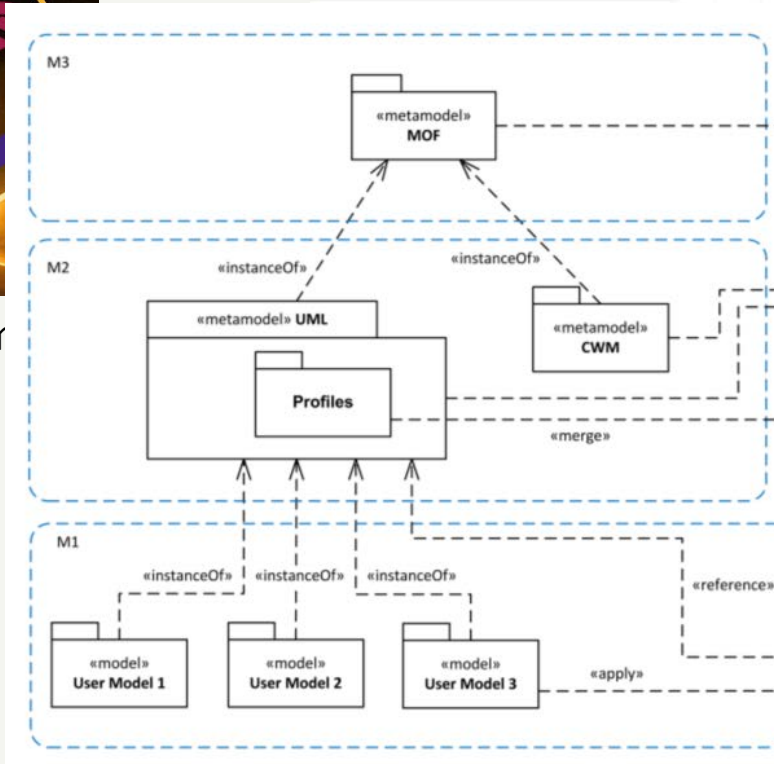 M3
«metamodel»
MOF
«instanceOf»
«instanceOf»
M2
«metamodel» UML
«metamodel»
CWM
Profiles
«merge»
M1
«instanceOf»
«instanceOf»
«instanceOf»
«reference»
«model»
User Model 1
«model»
User Model 2
«model»
User Model 3
«apply»